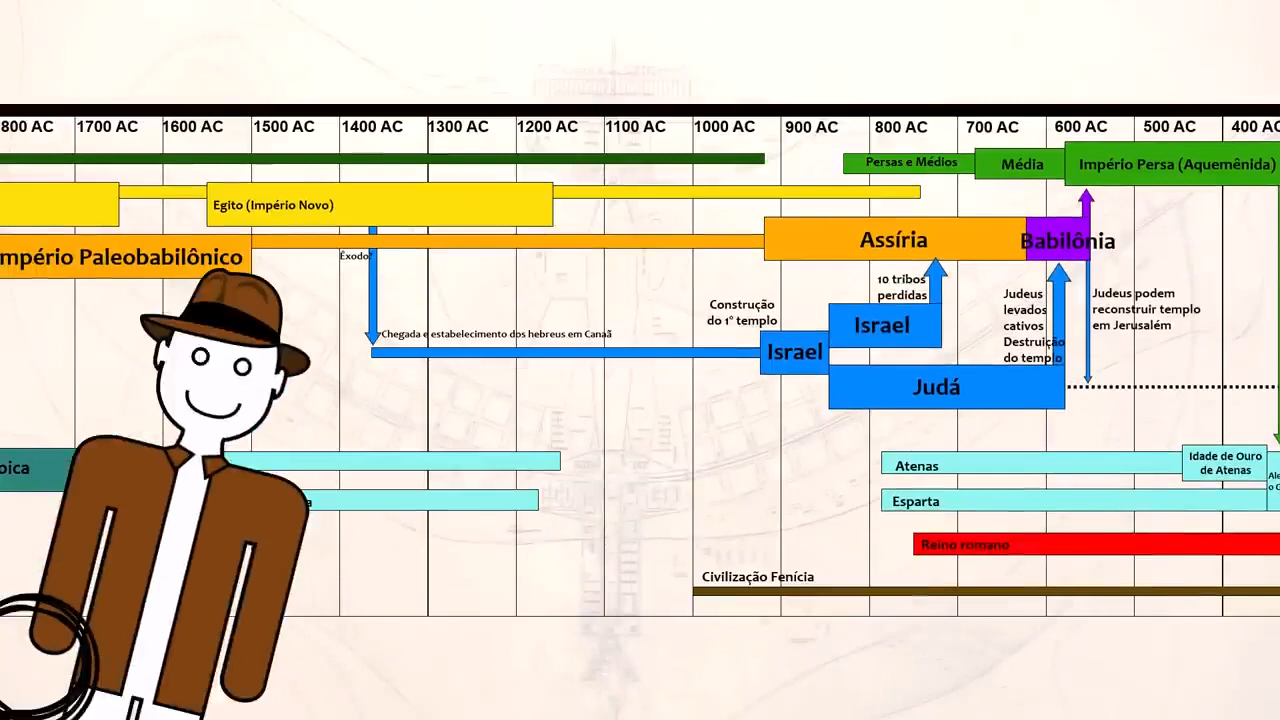 800 AC 1700 AC 1600 AC 1500 AC 1400 AC 1300 AC 1200 AC 1100 AC 1000 AC 900 AC 800 AC 700 AC 600 AC 500 AC 400 AC
Persas e Médios
Média
Império Persa (Aquemênida)
Egito (Império Novo)
mpério Paleobabilônico
Assíria
Babilônia
Êxodo?
10 tribos
perdidas
Judeus
levados
cativos
Destruição
do templo
Judeus podem
reconstruir templo
em Jerusalém
Construção
do 1° templo
Chegada e estabelecimento dos hebreus em Canaã
Israel
Israel
Judá
oica
a
Atenas
Idade de Ouro
de Atenas
Ale
o G
Esparta
Reino romano
Civilização Fenícia